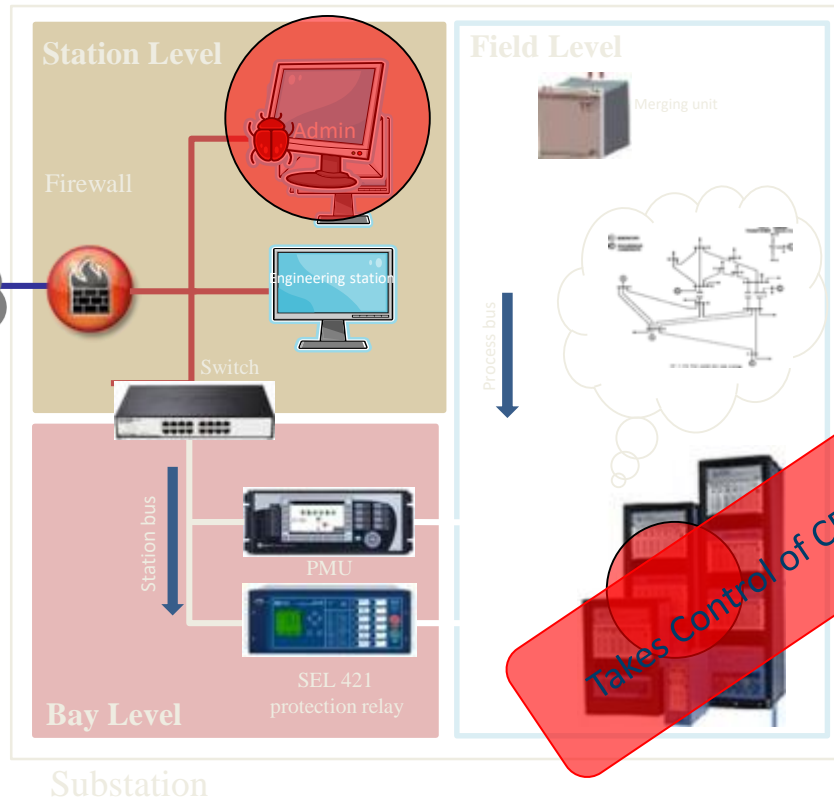 Station Level
Field Level
Admin
Merging unit
Firewall
Engineering station
Process bus
Switch
Station bus
PMU
Takes Control of
SEL 421
protection relay
Bay Level
Substation